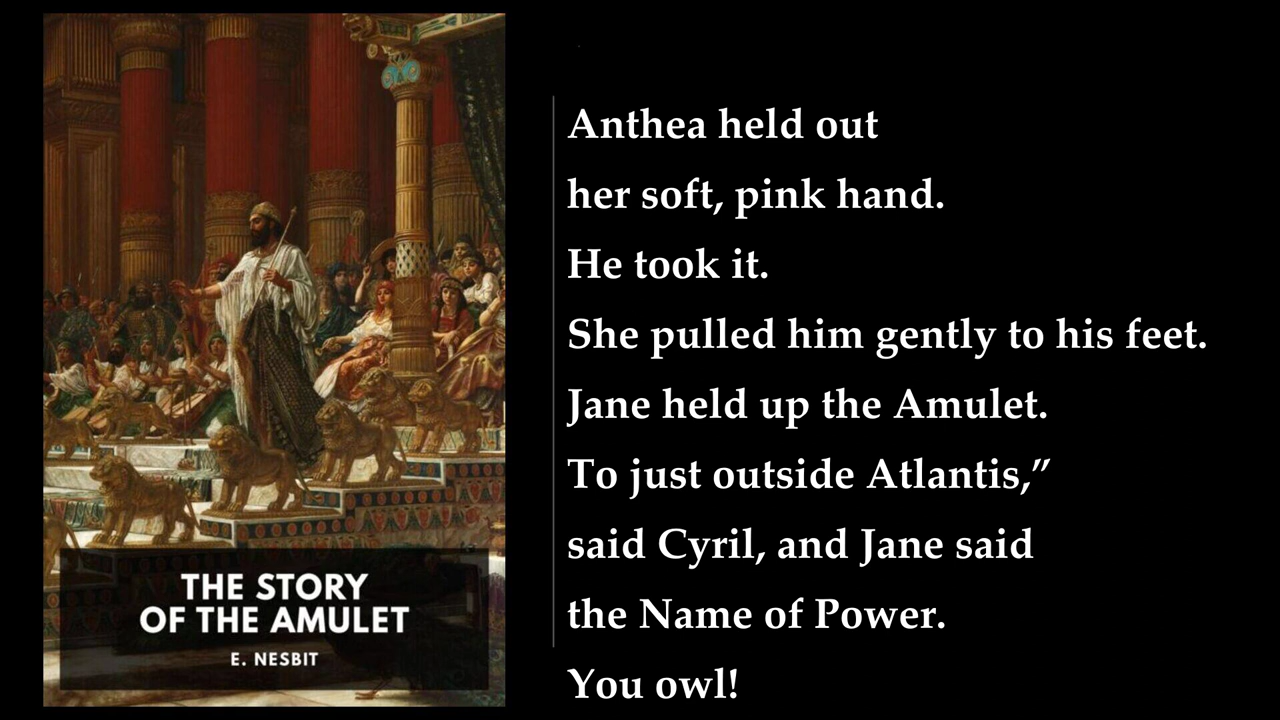 THE STORY
OF THE AMULET
E. NESBIT
Anthea held out
her soft, pink hand.
He took it.
She pulled him gently to his feet.
Jane held up the Amulet.
To just outside Atlantis,”
said Cyril, and Jane said
the Name of Power.
You owl!